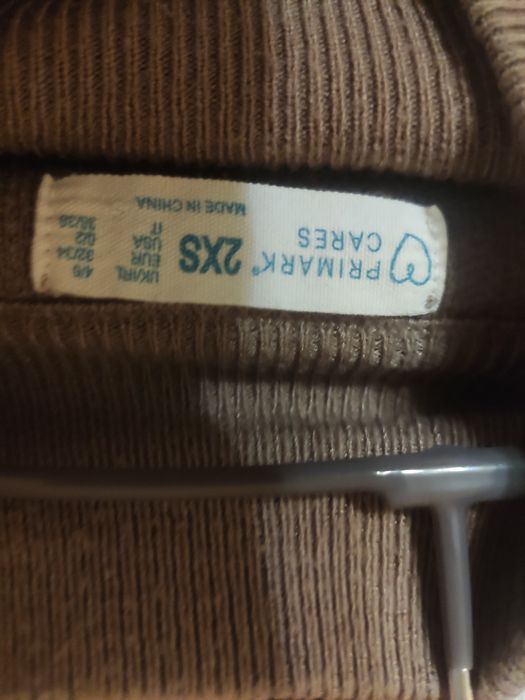 PRIMARK®
CARES
2XS
UK/IRL 4/6
EUR 32/34
USA 0/2
IT 36/38
MADE IN CHINA